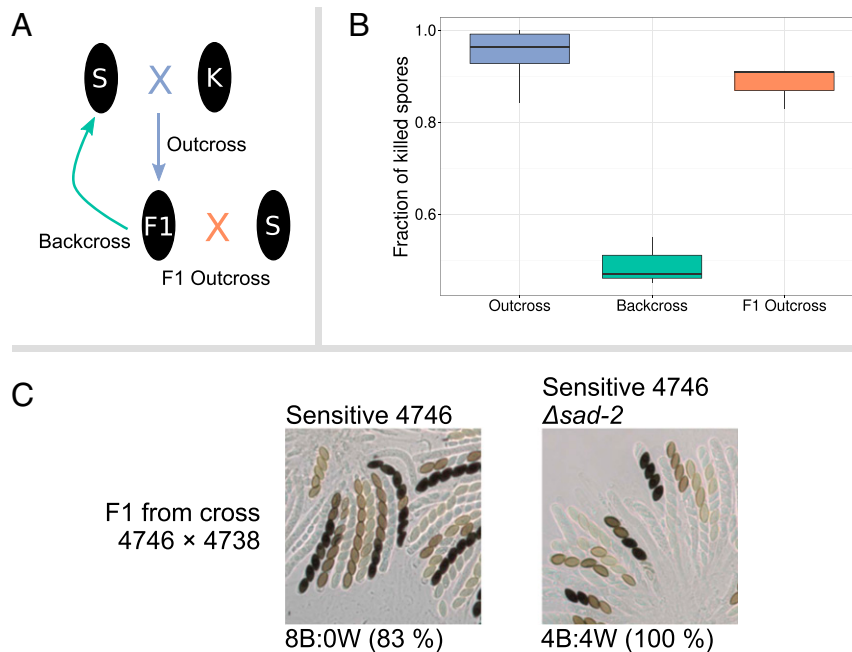 A
S
X
K
Outcross
F1
X
S
Backcross
F1 Outcross
B
Fraction of killed spores
1.0
0.8
0.6
Outcross
Backcross
F1 Outcross
C
Sensitive 4746
Sensitive 4746
Δsad-2
F1 from cross
4746 × 4738
8B:0W (83 %)
4B:4W (100 %)